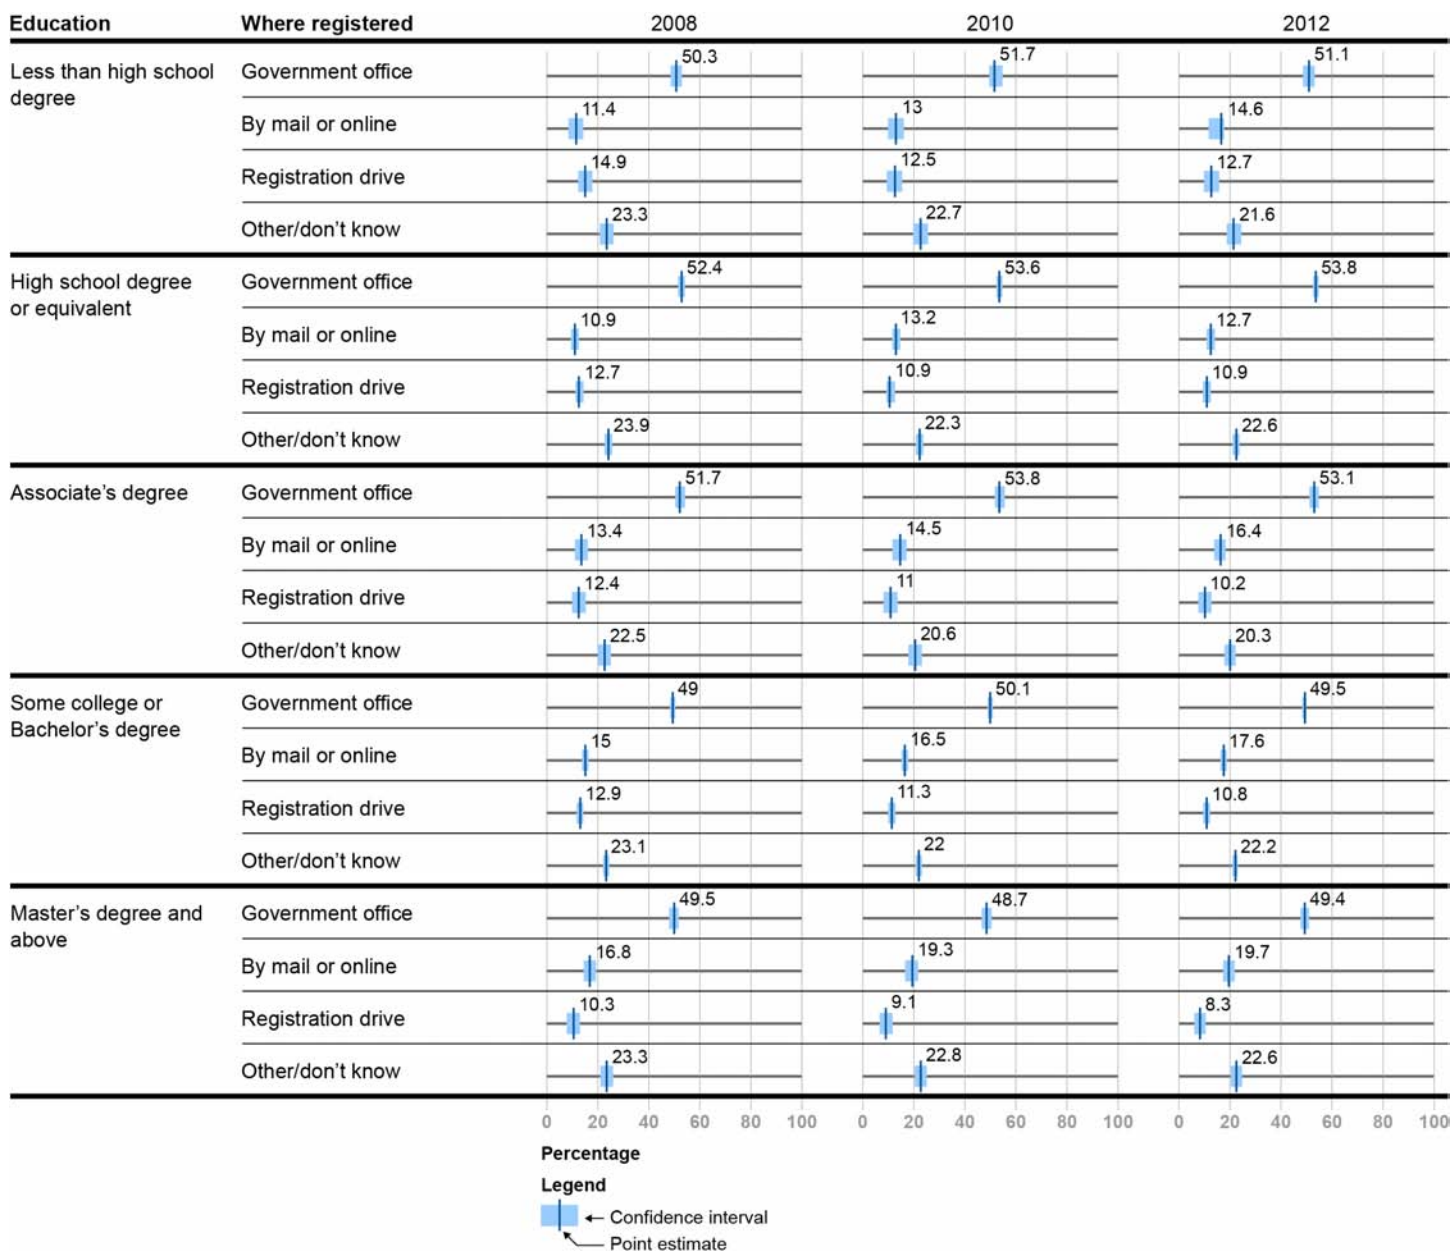 Education Where registered 2008 2010 2012
Less than high school degree
Government office 50.3 51.7 51.1
By mail or online 11.4 13 14.6
Registration drive 14.9 12.5 12.7
Other/don't know 23.3 22.7 21.6
High school degree or equivalent
Government office 52.4 53.6 53.8
By mail or online 10.9 13.2 12.7
Registration drive 12.7 10.9 10.9
Other/don't know 23.9 22.3 22.6
Associate's degree
Government office 51.7 53.8 53.1
By mail or online 13.4 14.5 16.4
Registration drive 12.4 11 10.2
Other/don't know 22.5 20.6 20.3
Some college or Bachelor's degree
Government office 49 50.1 49.5
By mail or online 15 16.5 17.6
Registration drive 12.9 11.3 10.8
Other/don't know 23.1 22 22.2
Master's degree and above
Government office 49.5 48.7 49.4
By mail or online 16.8 19.3 19.7
Registration drive 10.3 9.1 8.3
Other/don't know 23.3 22.8 22.6
0 20 40 60 80 100 0 20 40 60 80 100 0 20 40 60 80 100
Percentage
Legend
Confidence interval
Point estimate